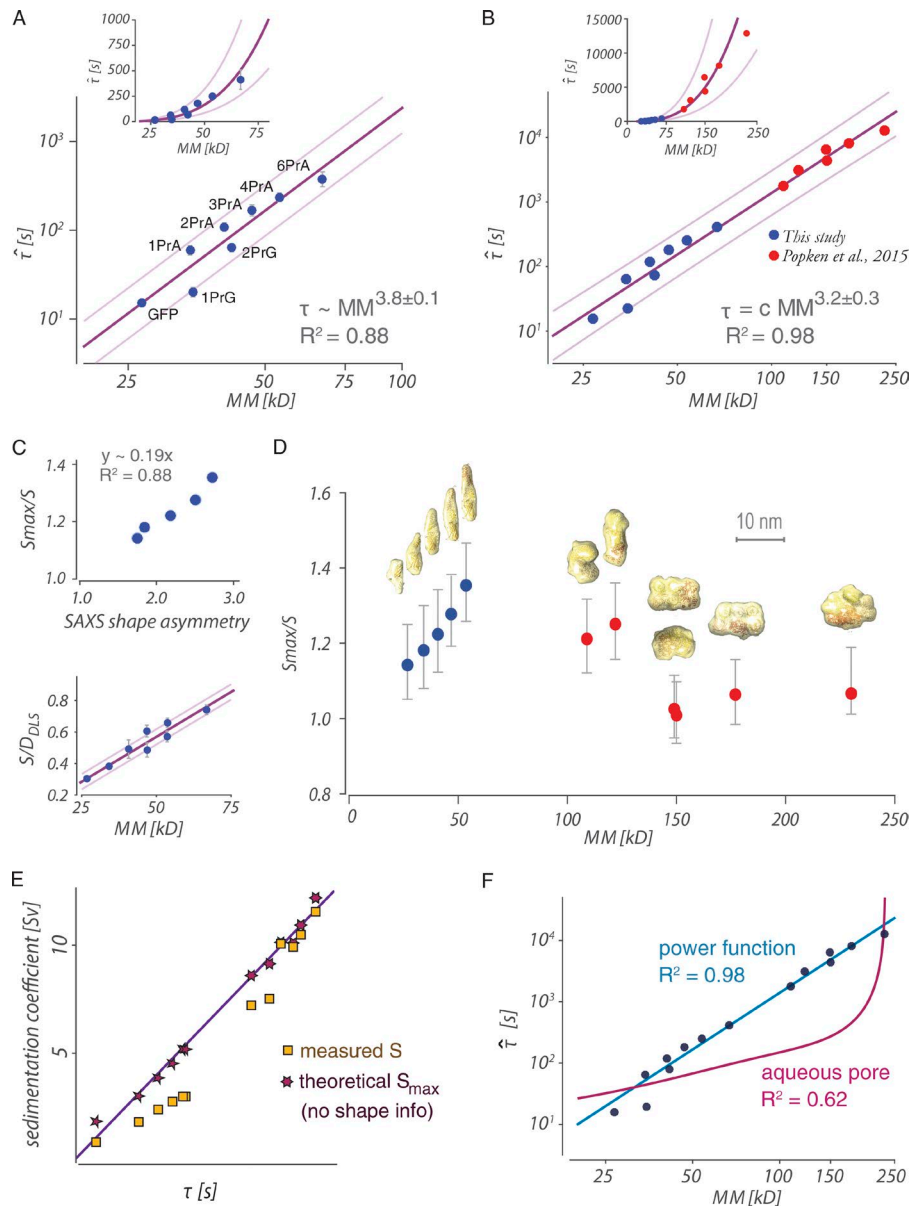 A
1000
750
500
250
0
τ̂ [s]
25
50
75
MM [kD]
10³
10²
10¹
τ̂ [s]
6PrA
4PrA
3PrA
2PrA
1PrA
2PrG
1PrG
GFP
τ ~ MM³·⁸±⁰·¹
R² = 0.88
25
50
75
100
MM [kD]
B
15000
10000
5000
0
τ̂ [s]
0
50
150
250
MM [kD]
10⁴
10³
10²
10¹
τ̂ [s]
This study
Popken et al., 2015
τ = c MM³·²±⁰·³
R² = 0.98
25
50
100
150
250
MM [kD]
C
y ~ 0.19x
R² = 0.88
1.4
1.2
1.0
Smax/S
1.0
2.0
3.0
SAXS shape asymmetry
0.8
0.6
0.4
0.2
S/D_DLS
25
50
75
MM [kD]
D
1.6
1.4
1.2
1.0
0.8
Smax/S
10 nm
0
50
100
150
200
250
MM [kD]
E
sedimentation coefficient [Sv]
10
5
measured S
theoretical Sₘₐₓ
(no shape info)
τ [s]
F
10⁴
10³
10²
10¹
τ̂ [s]
power function
R² = 0.98
aqueous pore
R² = 0.62
25
50
100
150
250
MM [kD]